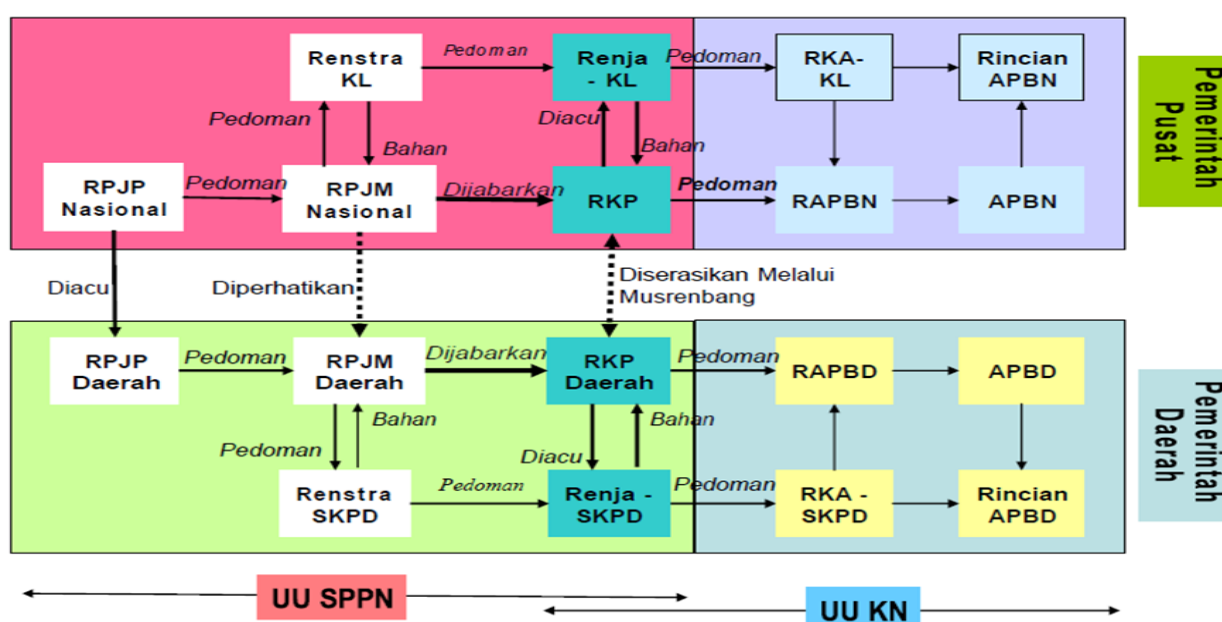 Renstra
KL
Pedoman
Renja
- KL
Pedoman
RKA-
KL
Rincian
APBN
Pemerintah
Pusat
Pedoman
Bahan
Diacu
Bahan
RPJP
Nasional
Pedoman
RPJM
Nasional
Dijabarkan
RKP
Pedoman
RAPBN
APBN
Diacu
Diperhatikan
Diserasikan Melalui
Musrenbang
RPJP
Daerah
Pedoman
RPJM
Daerah
Dijabarkan
RKP
Daerah
Pedoman
RAPBD
APBD
Pemerintah
Daerah
Pedoman
Bahan
Diacu
Bahan
Renstra
SKPD
Pedoman
Renja -
SKPD
Pedoman
RKA -
SKPD
Rincian
APBD
UU SPPN
UU KN